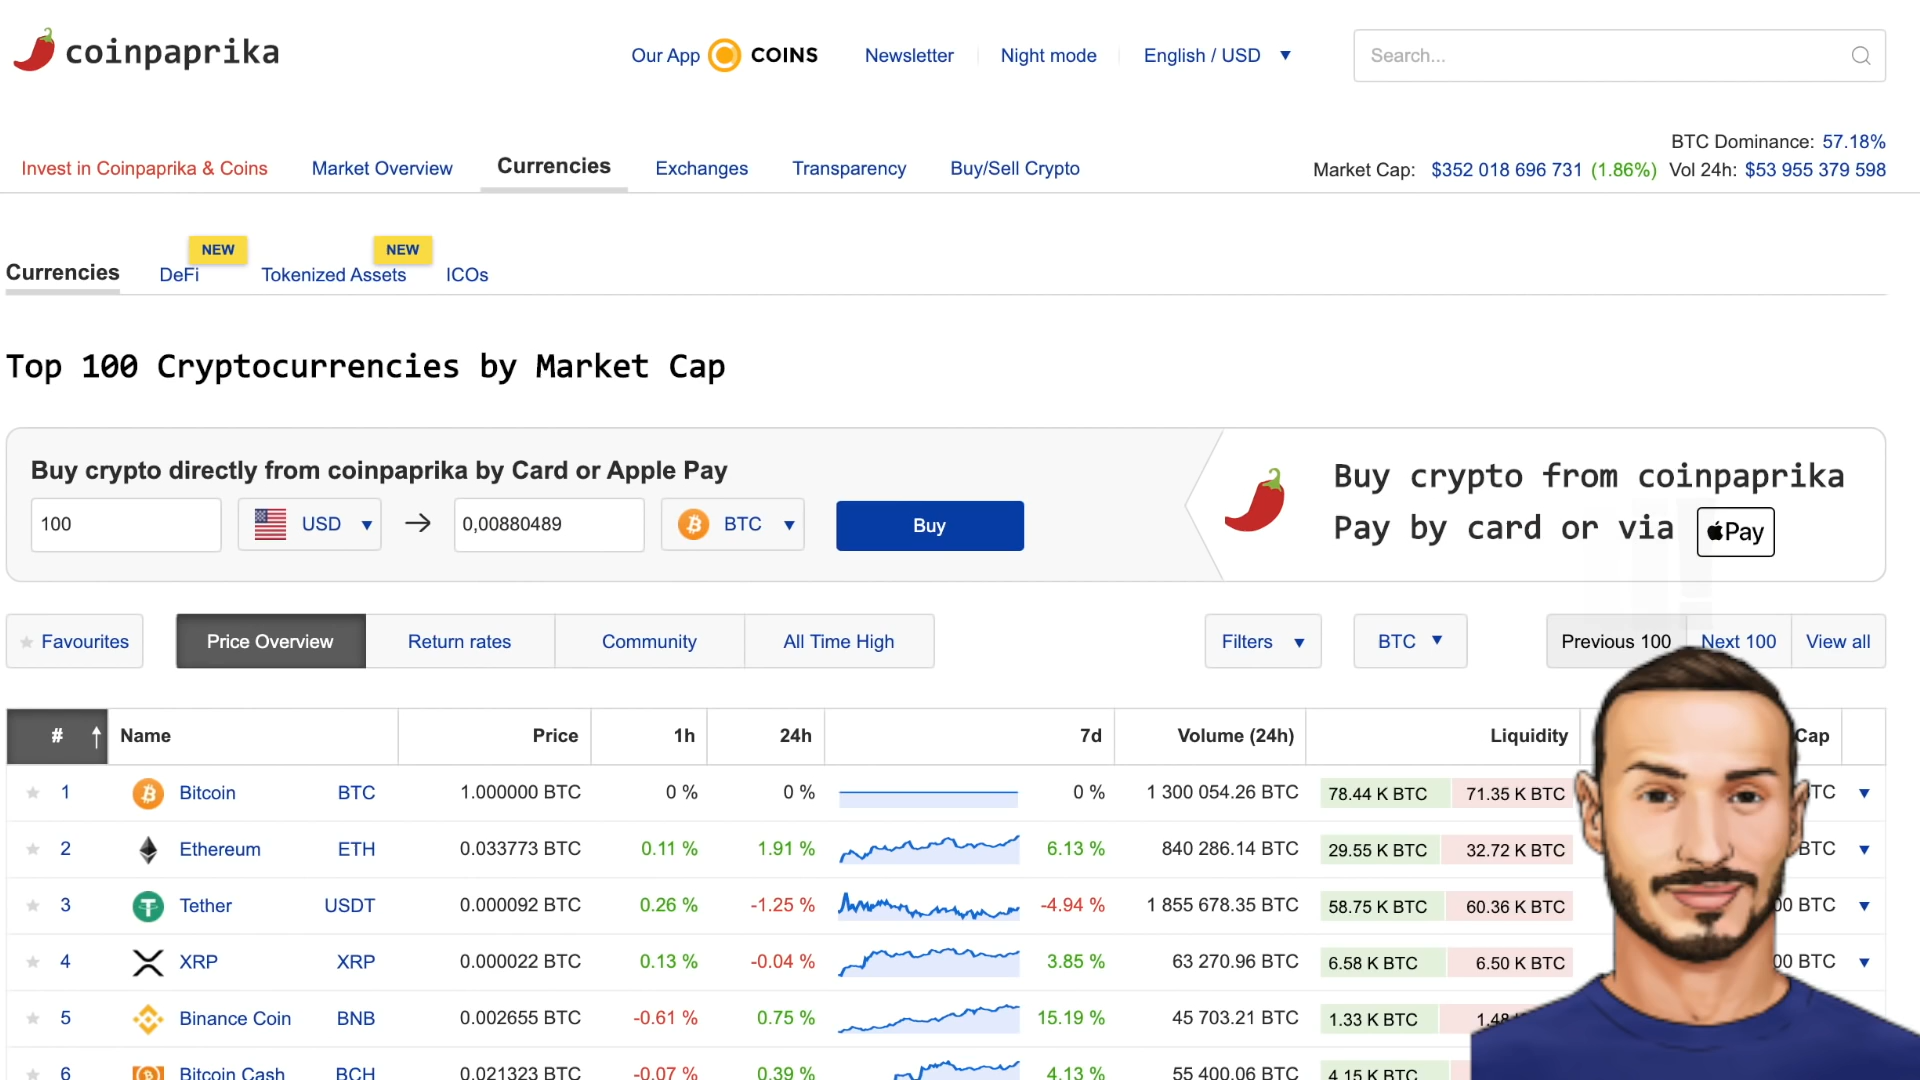 coinpaprika
Our App COINS Newsletter Night mode English / USD ▼ Search...
BTC Dominance: 57.18%
Invest in Coinpaprika & Coins Market Overview Currencies Exchanges Transparency Buy/Sell Crypto Market Cap: $352 018 696 731 (1.86%) Vol 24h: $53 955 379 598
NEW NEW
Currencies DeFi Tokenized Assets ICOs
Top 100 Cryptocurrencies by Market Cap
Buy crypto directly from coinpaprika by Card or Apple Pay
100 USD ▼ → 0,00880489 BTC ▼ Buy
Buy crypto from coinpaprika
Pay by card or via Pay
Favourites Price Overview Return rates Community All Time High Filters ▼ BTC ▼ Previous 100 Next 100 View all
# ↑ Name Price 1h 24h 7d Volume (24h) Liquidity Cap
1 Bitcoin BTC 1.000000 BTC 0 % 0 % 0 % 1 300 054.26 BTC 78.44 K BTC 71.35 K BTC TC ▼
2 Ethereum ETH 0.033773 BTC 0.11 % 1.91 % 6.13 % 840 286.14 BTC 29.55 K BTC 32.72 K BTC BTC ▼
3 Tether USDT 0.000092 BTC 0.26 % -1.25 % -4.94 % 1 855 678.35 BTC 58.75 K BTC 60.36 K BTC 00 BTC ▼
4 XRP XRP 0.000022 BTC 0.13 % -0.04 % 3.85 % 63 270.96 BTC 6.58 K BTC 6.50 K BTC 00 BTC ▼
5 Binance Coin BNB 0.002655 BTC -0.61 % 0.75 % 15.19 % 45 703.21 BTC 1.33 K BTC 1.48
6 Bitcoin Cash BCH 0.021323 BTC -0.07 % 0.39 % 4.13 % 55 400.06 BTC 4.15 K BTC